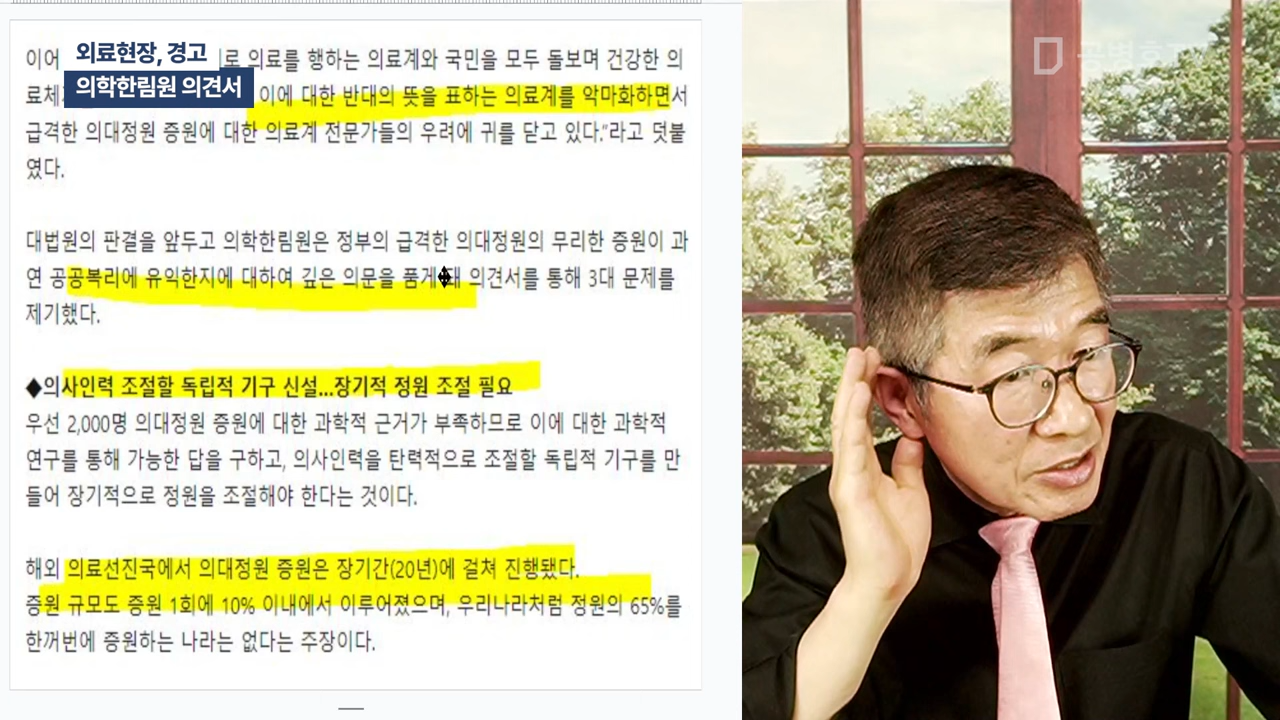 외료현장, 경고
의학한림원 의견서
이어 로 의료를 행하는 의료계와 국민을 모두 돌보며 건강한 의
료체 이에 대한 반대의 뜻을 표하는 의료계를 악마화하면서
급격한 의대정원 증원에 대한 의료계 전문가들의 우려에 귀를 닫고 있다.“라고 덧붙
였다.
대법원의 판결을 앞두고 의학한림원은 정부의 급격한 의대정원의 무리한 증원이 과
연 공공복리에 유익한지에 대하여 깊은 의문을 품게돼 의견서를 통해 3대 문제를
제기했다.
◆의사인력 조절할 독립적 기구 신설...장기적 정원 조절 필요
우선 2,000명 의대정원 증원에 대한 과학적 근거가 부족하므로 이에 대한 과학적
연구를 통해 가능한 답을 구하고, 의사인력을 탄력적으로 조절할 독립적 기구를 만
들어 장기적으로 정원을 조절해야 한다는 것이다.
해외 의료선진국에서 의대정원 증원은 장기간(20년)에 걸쳐 진행됐다.
증원 규모도 증원 1회에 10% 이내에서 이루어졌으며, 우리나라처럼 정원의 65%를
한꺼번에 증원하는 나라는 없다는 주장이다.
공병호TV